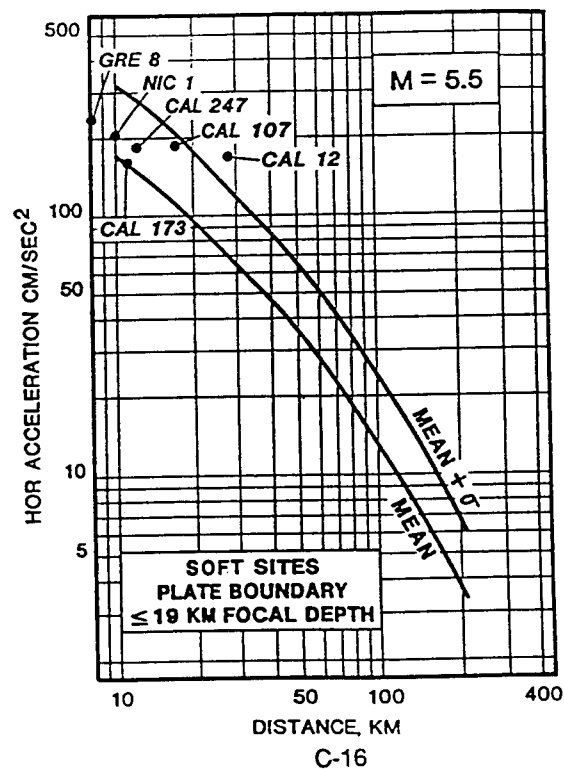 500
GRE 8
NIC 1
CAL 247
CAL 107
CAL 12
M = 5.5
100
CAL 173
50
HOR ACCELERATION CM/SEC²
10
5
MEAN + σ
MEAN
SOFT SITES
PLATE BOUNDARY
≤ 19 KM FOCAL DEPTH
10
50
100
400
DISTANCE, KM
C-16